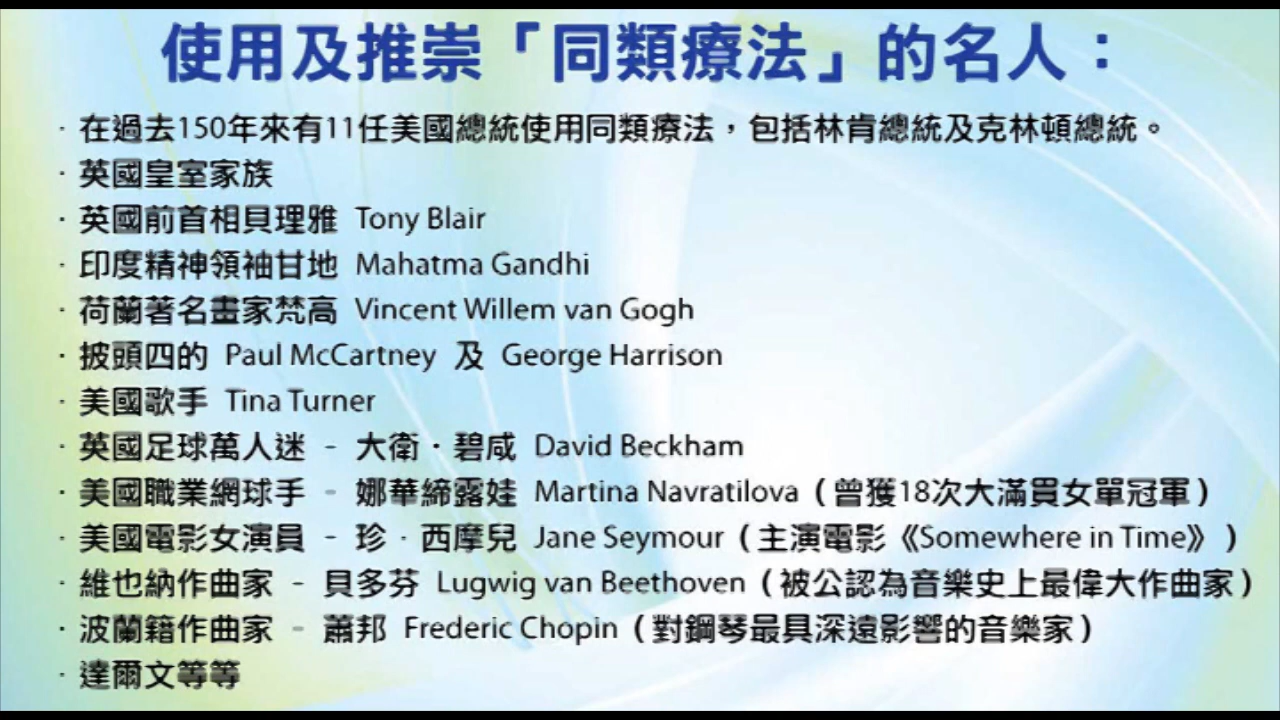 使用及推崇「同類療法」的名人：
· 在過去150年來有11任美國總統使用同類療法，包括林肯總統及克林頓總統。
· 英國皇室家族
· 英國前首相貝理雅 Tony Blair
· 印度精神領袖甘地 Mahatma Gandhi
· 荷蘭著名畫家梵高 Vincent Willem van Gogh
· 披頭四的 Paul McCartney 及 George Harrison
· 美國歌手 Tina Turner
· 英國足球萬人迷 - 大衛・碧咸 David Beckham
· 美國職業網球手 - 娜華締露娃 Martina Navratilova（曾獲18次大滿貫女單冠軍）
· 美國電影女演員 - 珍・西摩兒 Jane Seymour（主演電影《Somewhere in Time》）
· 維也納作曲家 - 貝多芬 Lugwig van Beethoven（被公認為音樂史上最偉大作曲家）
· 波蘭籍作曲家 - 蕭邦 Frederic Chopin（對鋼琴最具深遠影響的音樂家）
· 達爾文等等